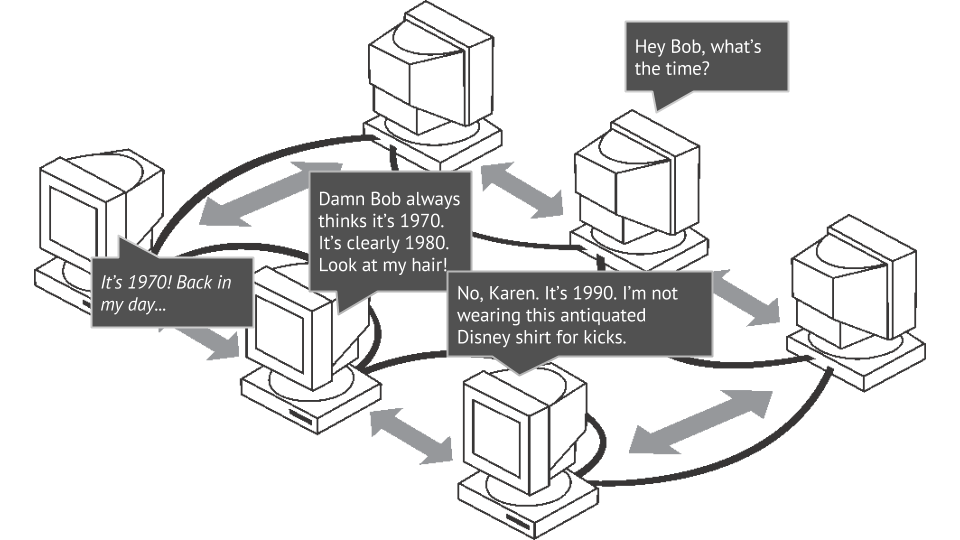 Hey Bob, what's
the time?
It's 1970! Back in
my day...
Damn Bob always
thinks it's 1970.
It's clearly 1980.
Look at my hair!
No, Karen. It's 1990. I'm not
wearing this antiquated
Disney shirt for kicks.